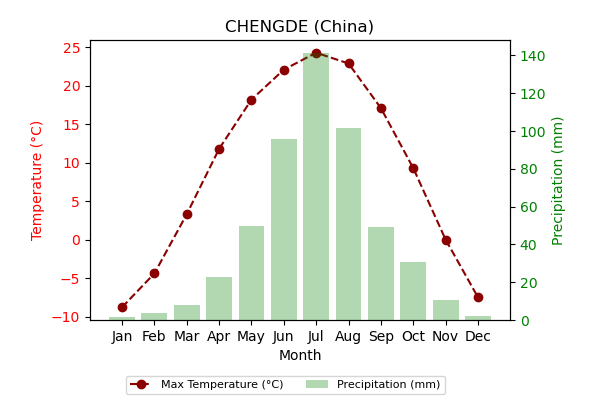 CHENGDE (China)
Temperature (°C)
25
20
15
10
5
0
−5
−10
140
120
100
80
60
40
20
0
Precipitation (mm)
Jan Feb Mar Apr May Jun Jul Aug Sep Oct Nov Dec
Month
Max Temperature (°C) Precipitation (mm)